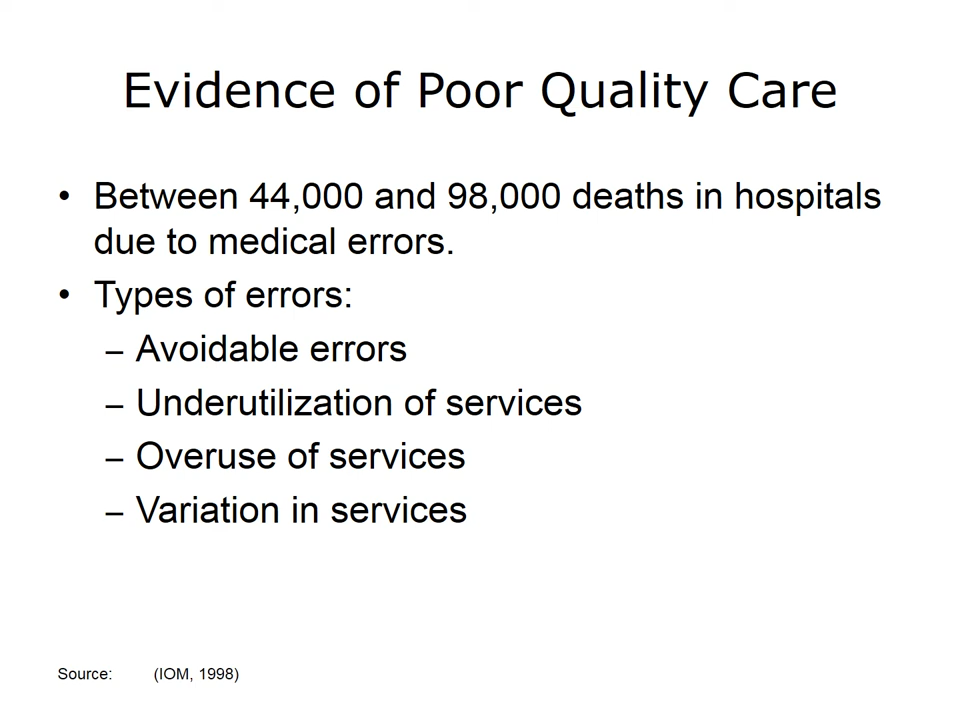 Evidence of Poor Quality Care
• Between 44,000 and 98,000 deaths in hospitals
due to medical errors.
• Types of errors:
– Avoidable errors
– Underutilization of services
– Overuse of services
– Variation in services
Source: (IOM, 1998)